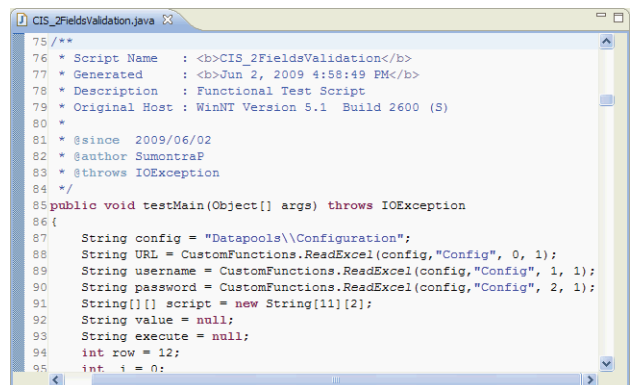 CIS_2FieldsValidation.java
75 /**
76 * Script Name : <b>CIS_2FieldsValidation</b>
77 * Generated : <b>Jun 2, 2009 4:58:49 PM</b>
78 * Description : Functional Test Script
79 * Original Host : WinNT Version 5.1 Build 2600 (S)
80 *
81 * @since 2009/06/02
82 * @author SumontraP
83 * @throws IOException
84 */
85 public void testMain(Object[] args) throws IOException
86 {
87 String config = "Datapools\\Configuration";
88 String URL = CustomFunctions.ReadExcel(config,"Config", 0, 1);
89 String username = CustomFunctions.ReadExcel(config,"Config", 1, 1);
90 String password = CustomFunctions.ReadExcel(config,"Config", 2, 1);
91 String[][] script = new String[11][2];
92 String value = null;
93 String execute = null;
94 int row = 12;
95 int i = 0;